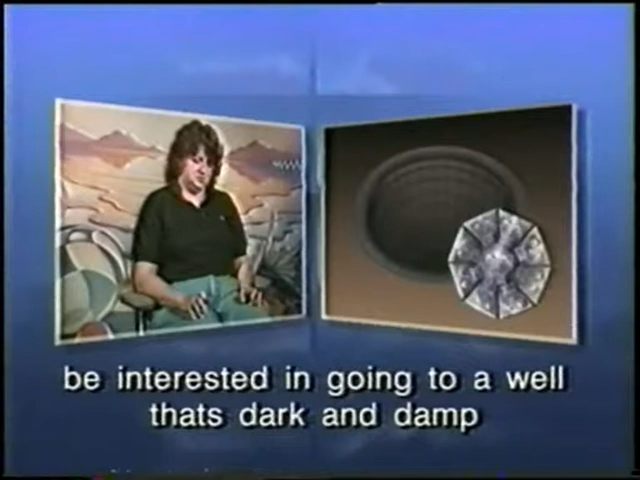 be interested in going to a well
thats dark and damp